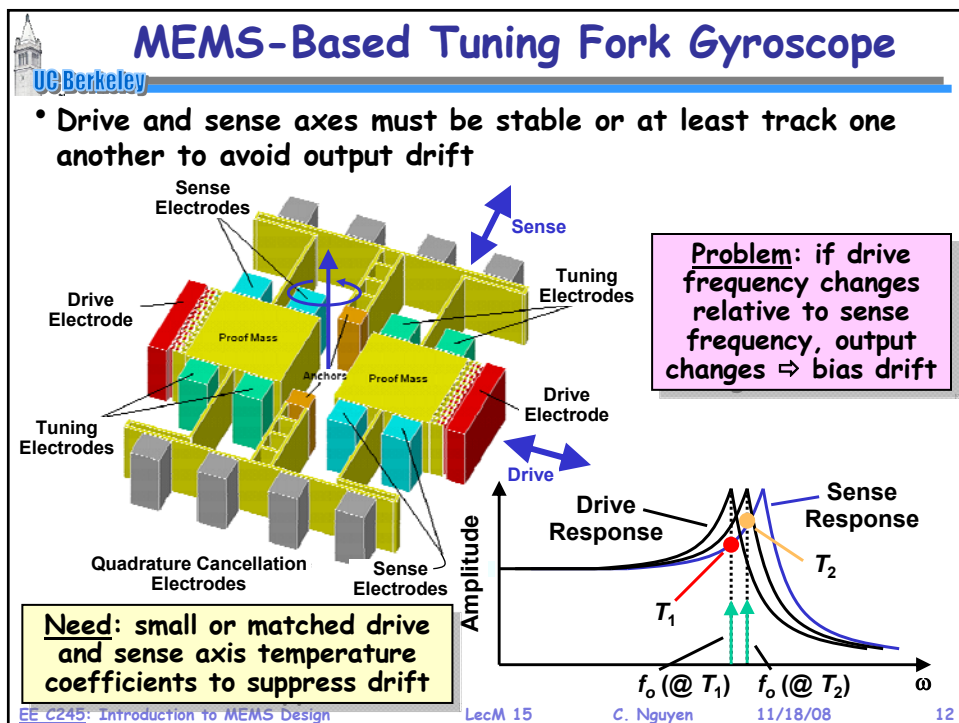 MEMS-Based Tuning Fork Gyroscope
UC Berkeley
• Drive and sense axes must be stable or at least track one
another to avoid output drift
Sense
Electrodes
Sense
Drive
Electrode
Tuning
Electrodes
Proof Mass
Anchors
Proof Mass
Drive
Electrode
Tuning
Electrodes
Drive
Quadrature Cancellation
Electrodes
Sense
Electrodes
Problem: if drive
frequency changes
relative to sense
frequency, output
changes ⇨ bias drift
Need: small or matched drive
and sense axis temperature
coefficients to suppress drift
Amplitude
Drive
Response
Sense
Response
T1
T2
fo (@ T1)
fo (@ T2)
ω
EE C245: Introduction to MEMS Design
LecM 15
C. Nguyen
11/18/08
12